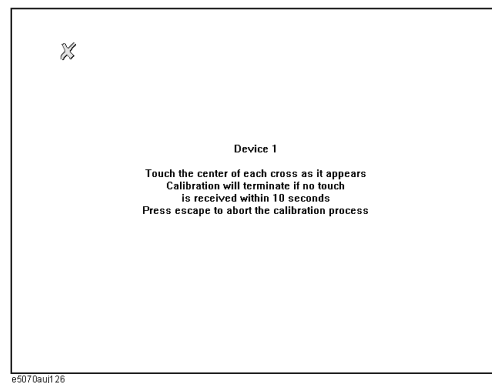 Device 1
Touch the center of each cross as it appears
Calibration will terminate if no touch
is received within 10 seconds
Press escape to abort the calibration process
e5070auj126